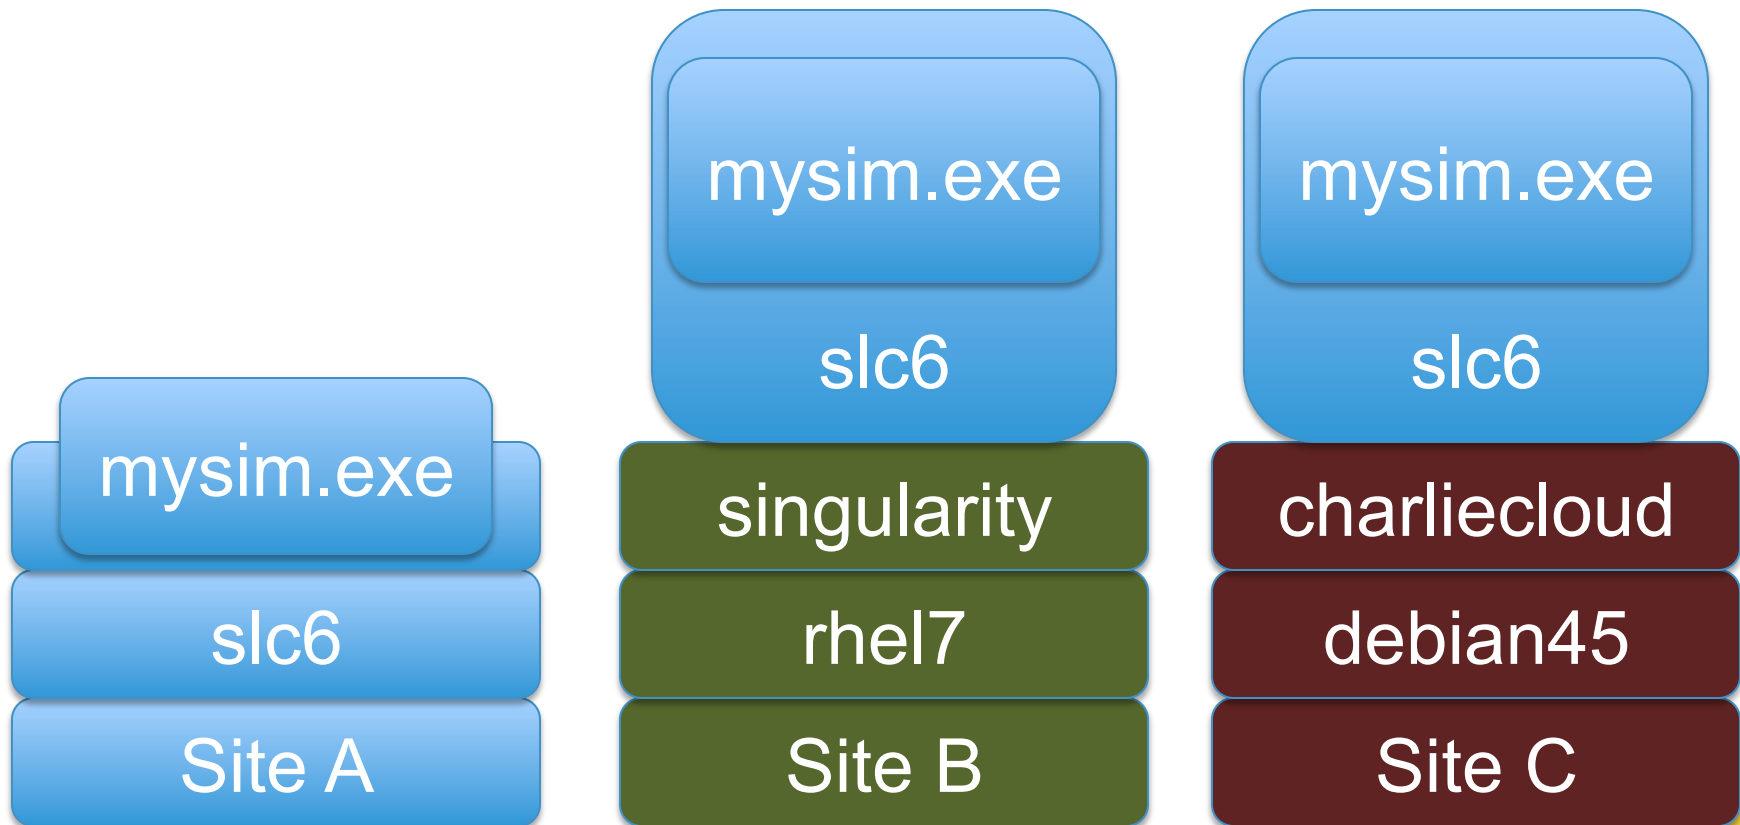 mysim.exe
slc6
Site A
mysim.exe
slc6
singularity
rhel7
Site B
mysim.exe
slc6
charliecloud
debian45
Site C